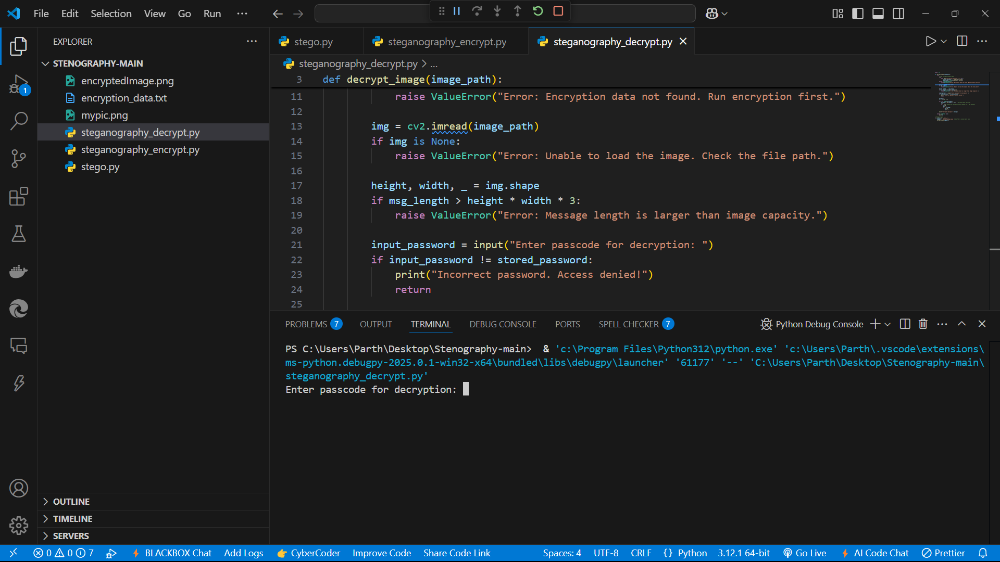 File Edit Selection View Go Run ···
EXPLORER
STENOGRAPHY-MAIN
encryptedImage.png
encryption_data.txt
mypic.png
steganography_decrypt.py
steganography_encrypt.py
stego.py
1
OUTLINE
TIMELINE
SERVERS
stego.py steganography_encrypt.py steganography_decrypt.py
steganography_decrypt.py > ...
3 def decrypt_image(image_path):
11 raise ValueError("Error: Encryption data not found. Run encryption first.")
12
13 img = cv2.imread(image_path)
14 if img is None:
15 raise ValueError("Error: Unable to load the image. Check the file path.")
16
17 height, width, _ = img.shape
18 if msg_length > height * width * 3:
19 raise ValueError("Error: Message length is larger than image capacity.")
20
21 input_password = input("Enter passcode for decryption: ")
22 if input_password != stored_password:
23 print("Incorrect password. Access denied!")
24 return
25
PROBLEMS 7 OUTPUT TERMINAL DEBUG CONSOLE PORTS SPELL CHECKER 7 Python Debug Console
PS C:\Users\Parth\Desktop\Stenography-main>  & 'c:\Program Files\Python312\python.exe' 'c:\Users\Parth\.vscode\extensions\
ms-python.debugpy-2025.0.1-win32-x64\bundled\libs\debugpy\launcher' '61177' '--' 'C:\Users\Parth\Desktop\Stenography-main\
steganography_decrypt.py'
Enter passcode for decryption:
0 0 7 BLACKBOX Chat Add Logs CyberCoder Improve Code Share Code Link Spaces: 4 UTF-8 CRLF {} Python 3.12.1 64-bit Go Live AI Code Chat Prettier